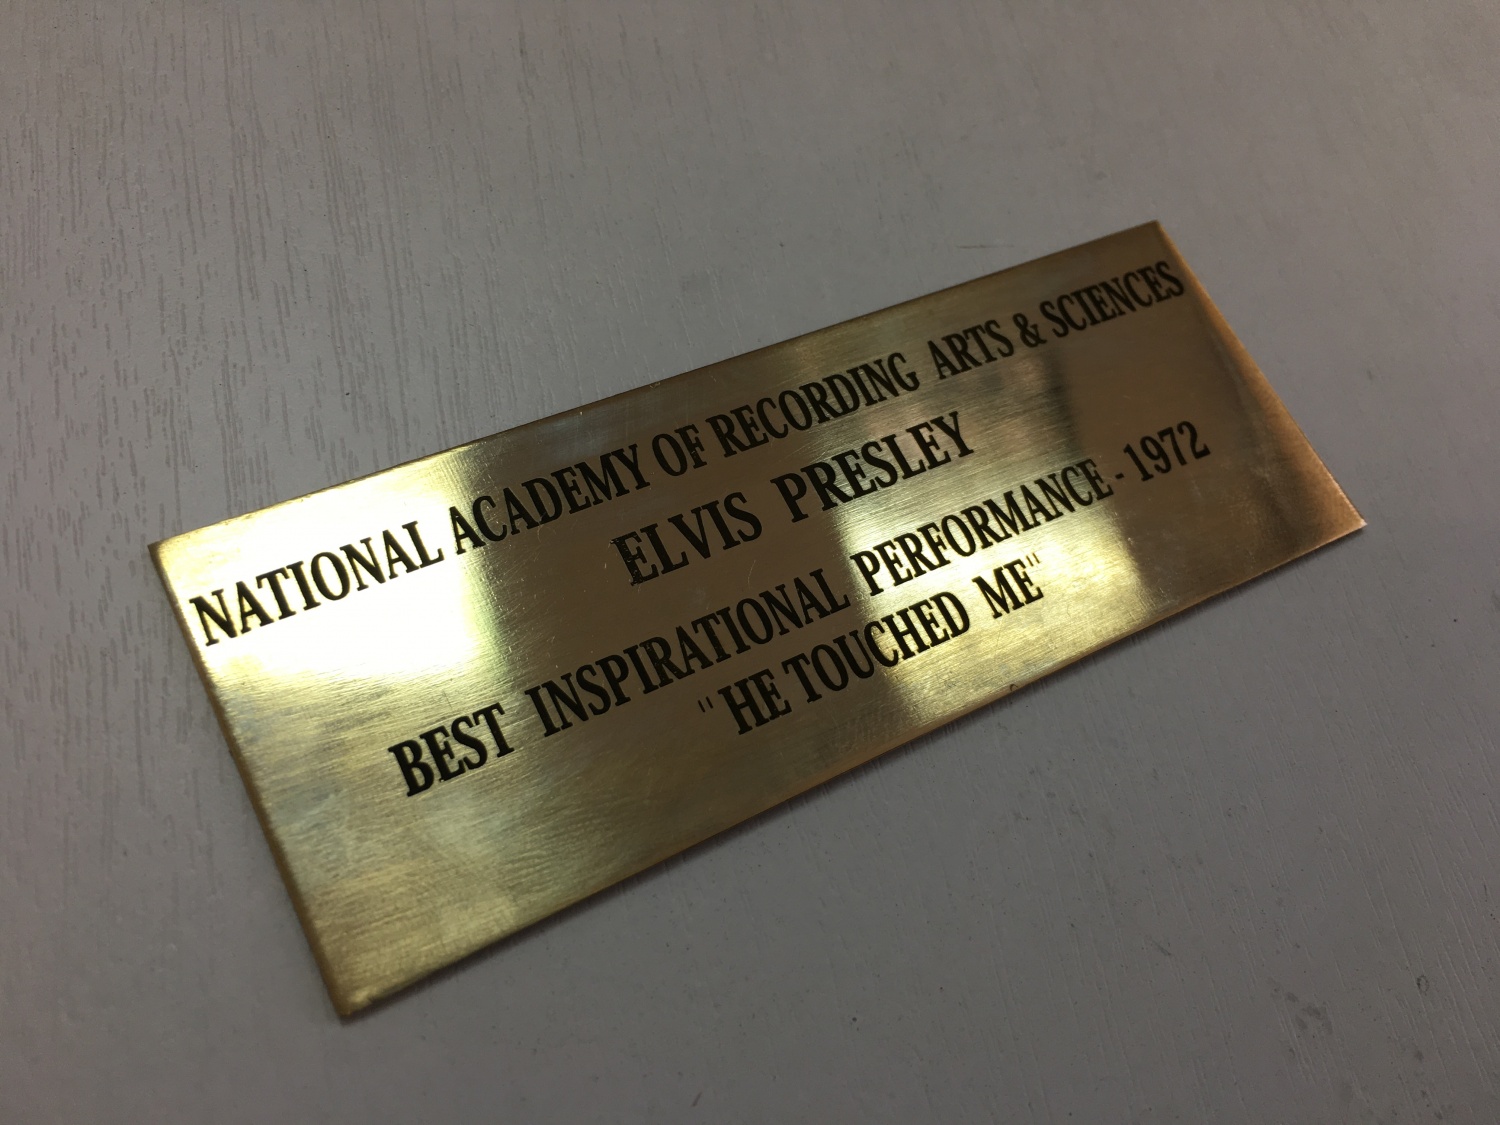 NATIONAL ACADEMY OF RECORDING ARTS & SCIENCES
ELVIS PRESLEY
BEST INSPIRATIONAL PERFORMANCE - 1972
"HE TOUCHED ME"